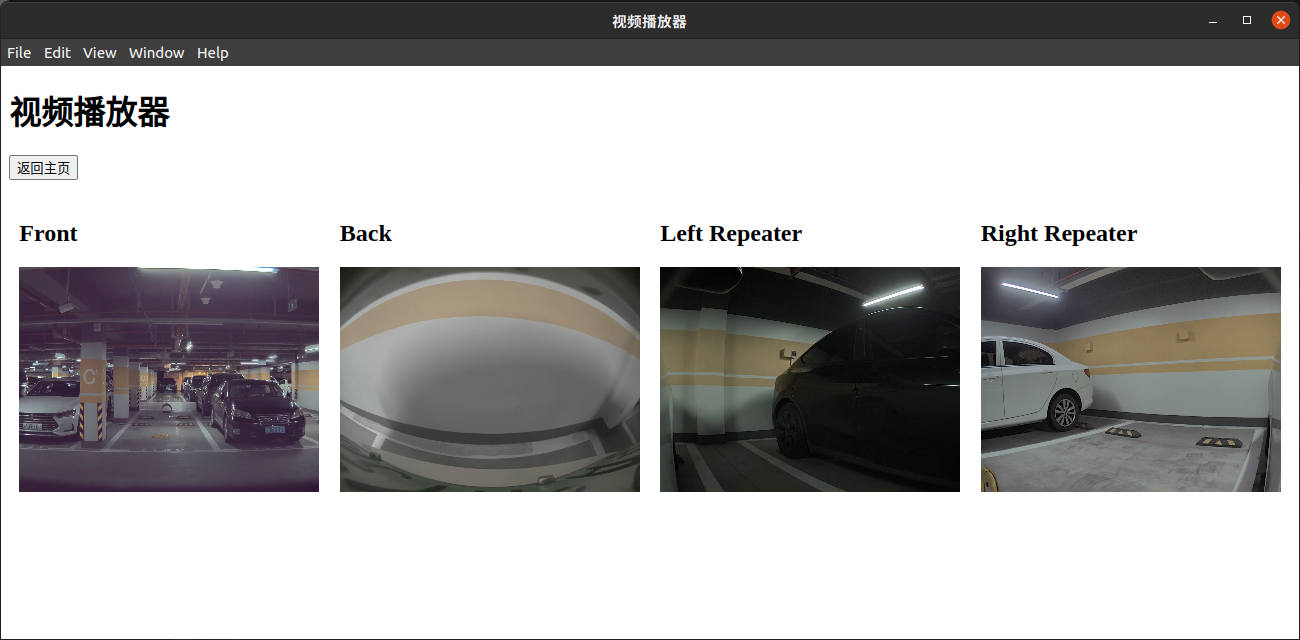 视频播放器
File Edit View Window Help
视频播放器
返回主页
Front Back Left Repeater Right Repeater
C